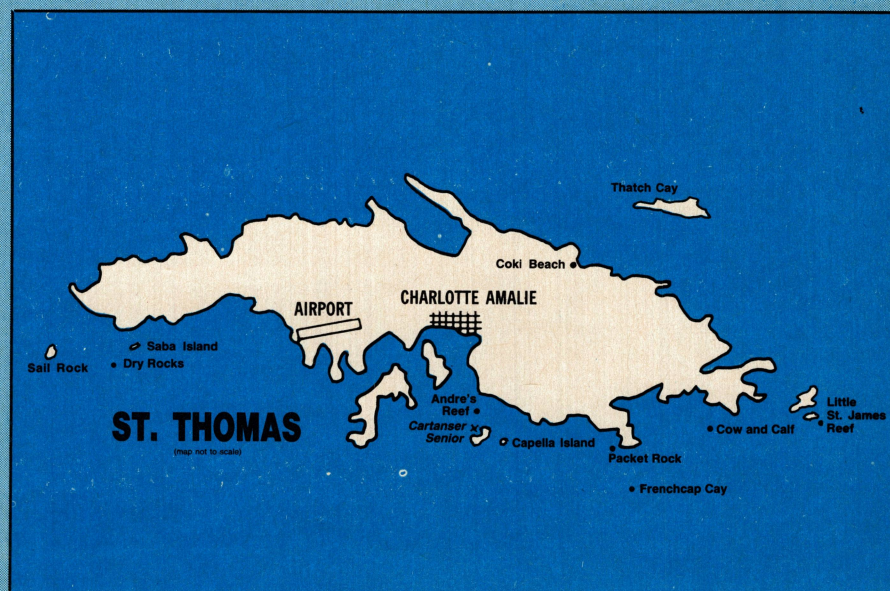 Thatch Cay
Coki Beach
CHARLOTTE AMALIE
AIRPORT
Saba Island
Sail Rock
Dry Rocks
Andre's
Reef
Cartanser
Senior
Capella Island
Packet Rock
Frenchcap Cay
Cow and Calf
Little
St. James
Reef
ST. THOMAS
(map not to scale)